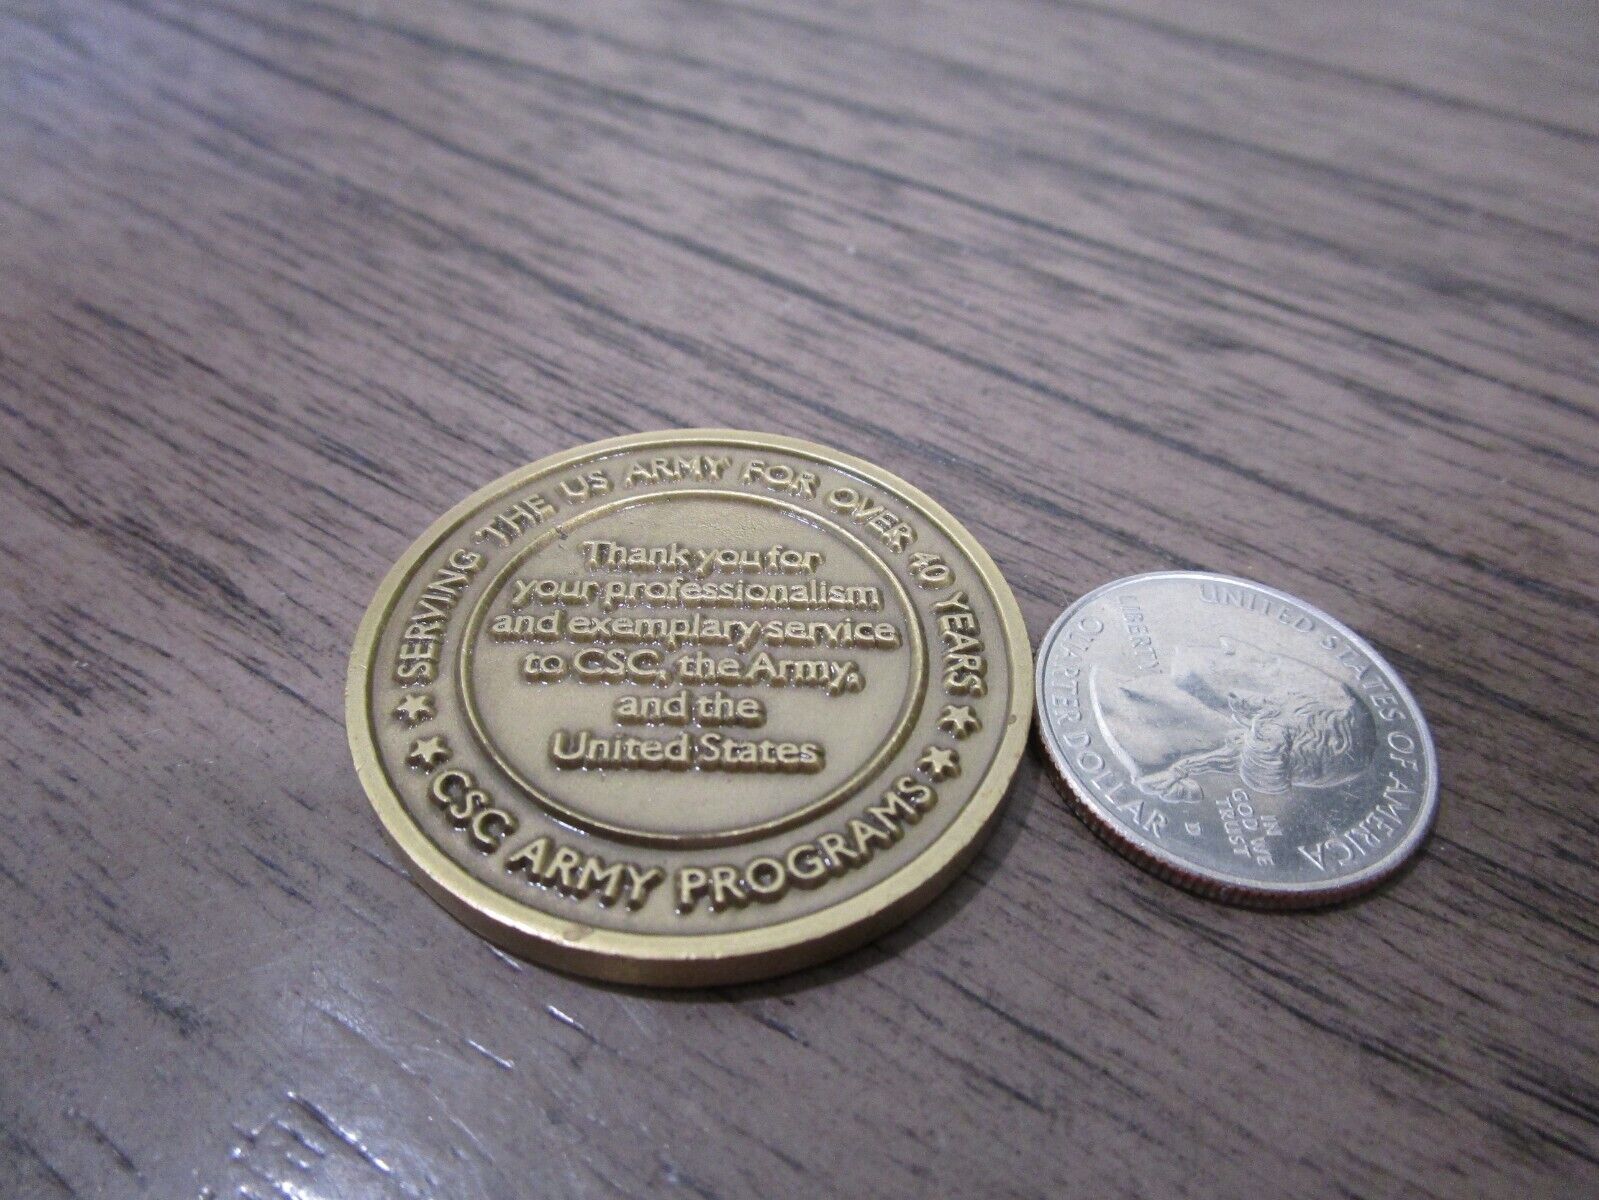 SERVING THE US ARMY FOR OVER 40 YEARS
Thank you for
your professionalism
and exemplary service
to CSC, the Army,
and the
United States
CSC ARMY PROGRAMS
UNITED STATES OF AMERICA
LIBERTY
IN
GOD WE
TRUST
D
QUARTER DOLLAR